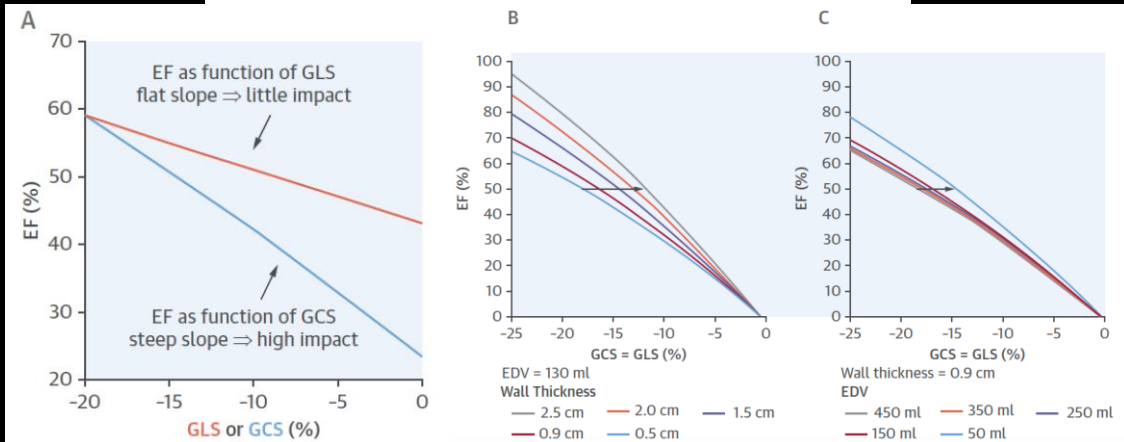 A
70
60
50
40
30
20
EF (%)
EF as function of GLS
flat slope ⇒ little impact
EF as function of GCS
steep slope ⇒ high impact
-20
-15
-10
-5
0
GLS or GCS (%)
B
100
90
80
70
60
50
40
30
20
10
0
EF (%)
-25
-20
-15
-10
-5
0
GCS = GLS (%)
EDV = 130 ml
Wall Thickness
2.5 cm 2.0 cm 1.5 cm
0.9 cm 0.5 cm
C
100
90
80
70
60
50
40
30
20
10
0
EF (%)
-25
-20
-15
-10
-5
0
GCS = GLS (%)
Wall thickness = 0.9 cm
EDV
450 ml 350 ml 250 ml
150 ml 50 ml